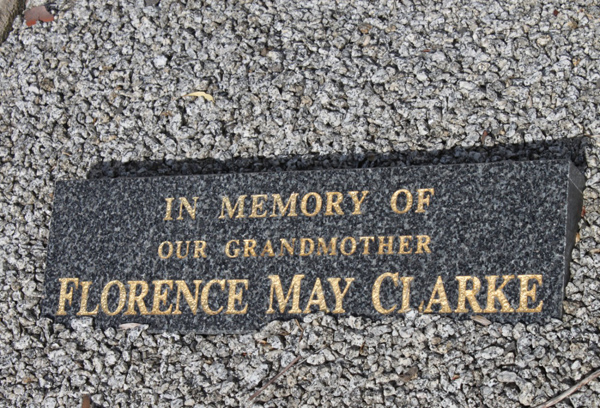 IN MEMORY OF
OUR GRANDMOTHER
FLORENCE MAY CLARKE